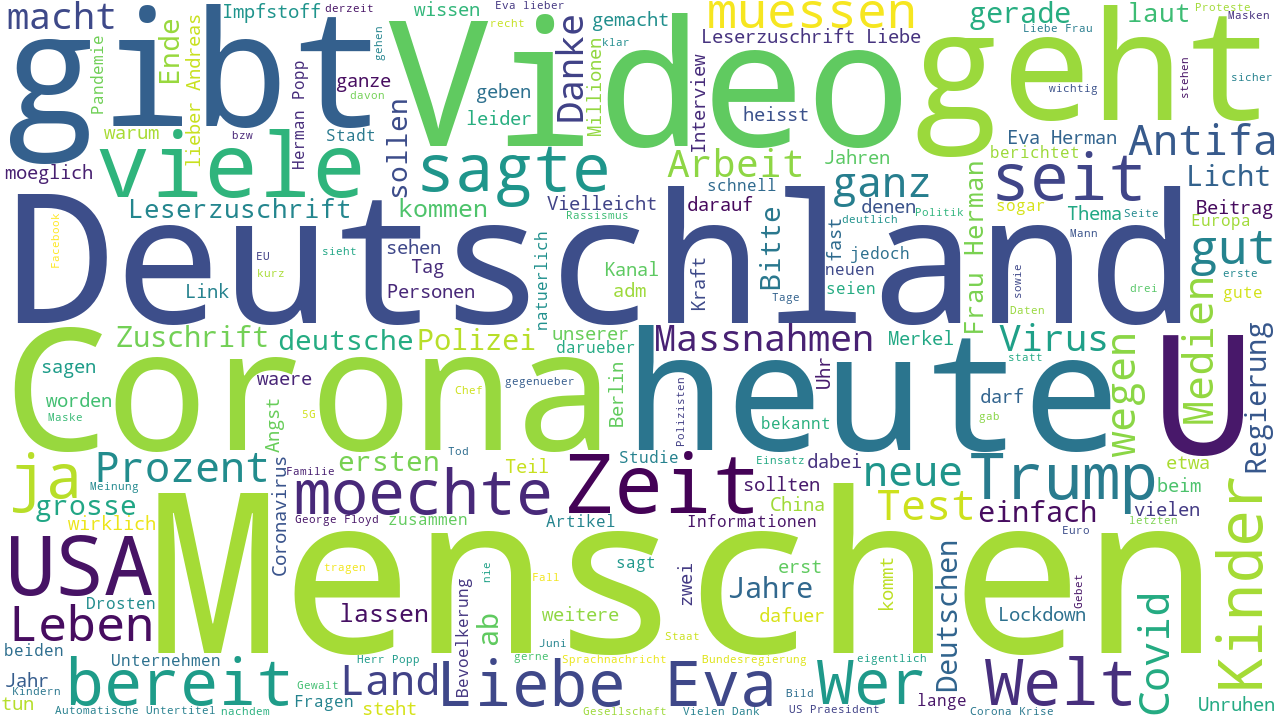 macht
Impfstoff
derzeit
wissen
Eva lieber
recht
gemacht
muessen
gerade
laut
Proteste
Masken
gibt
Video
geht
Pandemie
Ende
lieber Andreas
Herman Popp
ganze
davon
gehen
geben
leider
Danke
Millionen
klar
Leserzuschrift Liebe
Interview
heisst
Liebe Frau
wichtig
stehen
sicher
warum
bzw
Stadt
sollen
moeglich
viele
sagte
Arbeit
Jahren
Eva Herman
berichtet
Antifa
schnell
ganz
seit
Licht
Leserzuschrift
kommen
Vielleicht
Rassismus
darauf
denen
deutlich
Politik
sogar
Thema
Seite
Beitrag
Europa
Deutschland
Facebook
EU
kurz
Link
sieht
sehen
Tag
Personen
natuerlich
Kanal
adm
Kraft
Bitte
Tage
fast
jedoch
neuen
seien
Frau Herman
Mann
sowie
Daten
gut
erste
gute
drei
Zuschrift
deutsche
Polizei
unserer
darueber
Massnahmen
Merkel
Virus
statt
Medien
Regierung
Corona
heute
U
sagen
worden
Maske
waere
Angst
5G
Chef
gegenueber
Berlin
Polizisten
Uhr
bekannt
darf
gab
wegen
ja
Prozent
Meinung
Coronavirus
Familie
ersten
Tod
Teil
Zeit
Studie
Einsatz
dabei
sollten
neue
Trump
etwa
beim
grosse
wirklich
moechte
George Floyd
zusammen
Artikel
China
Informationen
Test
einfach
vielen
letzten
Euro
Kinder
USA
Menschen
Drosten
Leben
tragen
lassen
nie
ab
Fall
sagt
weitere
zwei
erst
Jahre
dafuer
kommt
Deutschen
Lockdown
Gebet
Covid
beiden
Jahr
Kindern
tun
Unternehmen
bereit
Automatische Untertitel
nachdem
Gewalt
Fragen
Herr Popp
Land
steht
Bevoelkerung
Liebe
gerne
Juni
Sprachnachricht
Gesellschaft
Staat
Eva
Bundesregierung
Vielen Dank
Bild
US Praesident
Wer
eigentlich
lange
Welt
Corona Krise
Unruhen